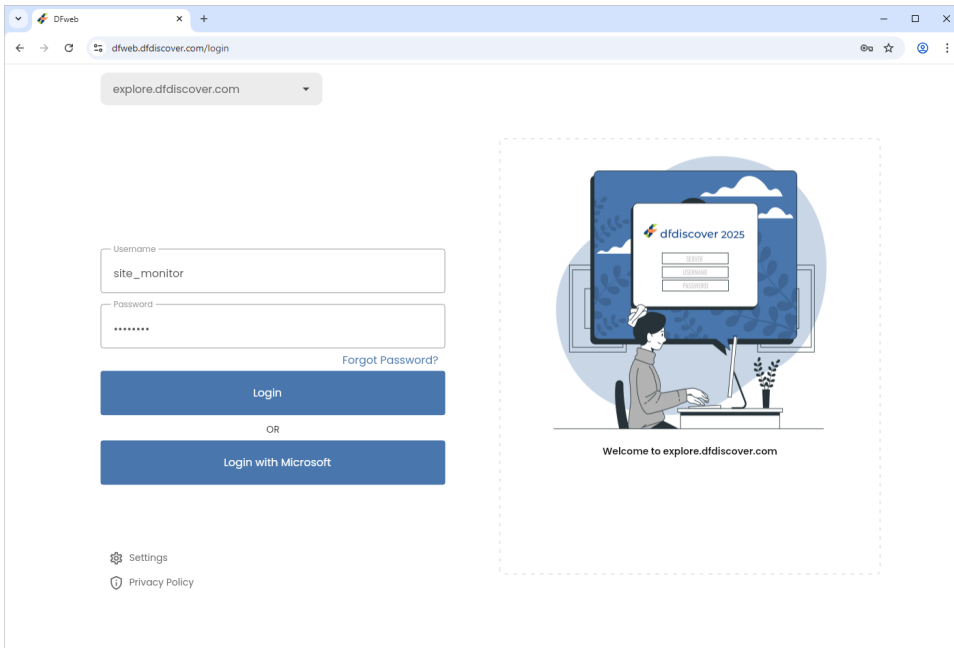 DFweb
dfweb.dfdiscover.com/login
explore.dfdiscover.com
Username
site_monitor
Password
••••••••
Forgot Password?
Login
OR
Login with Microsoft
Settings
Privacy Policy
dfdiscover 2025
SERVER
USERNAME
PASSWORD
Welcome to explore.dfdiscover.com